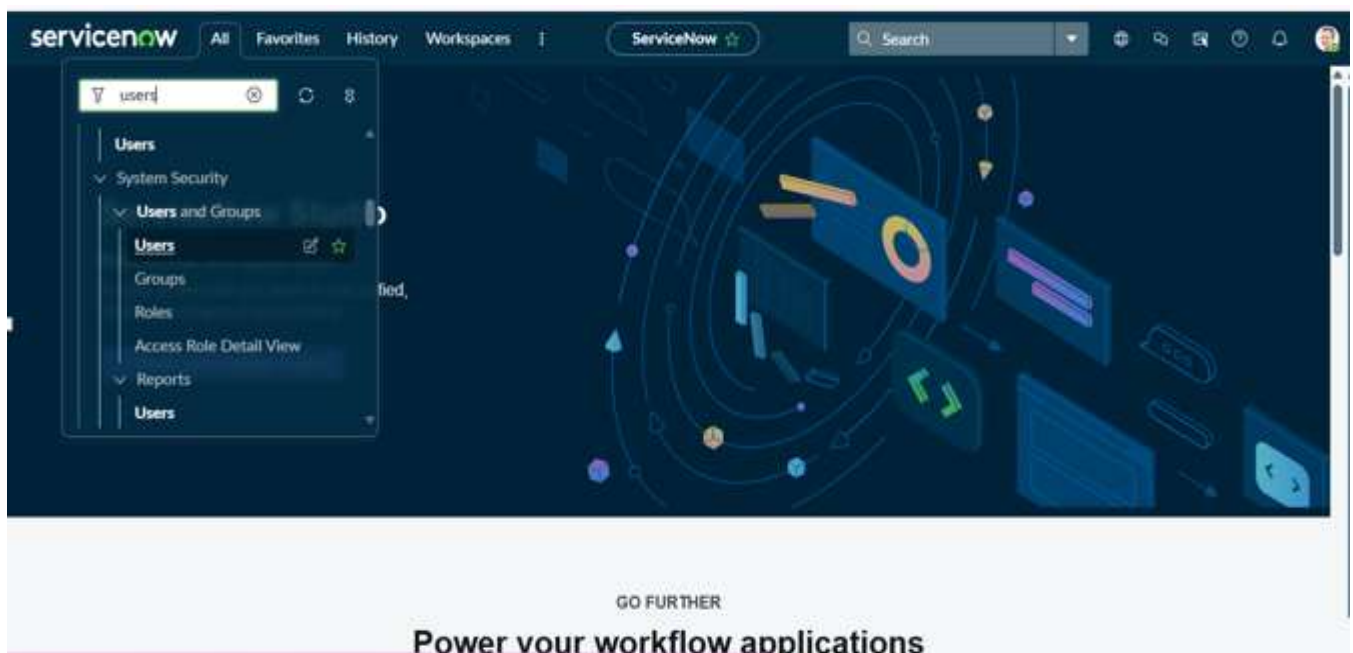 servicenow All Favorites History Workspaces ServiceNow Search
users
Users
System Security
Users and Groups
Users
Groups
fied,
Roles
Access Role Detail View
Reports
Users
GO FURTHER
Power your workflow applications